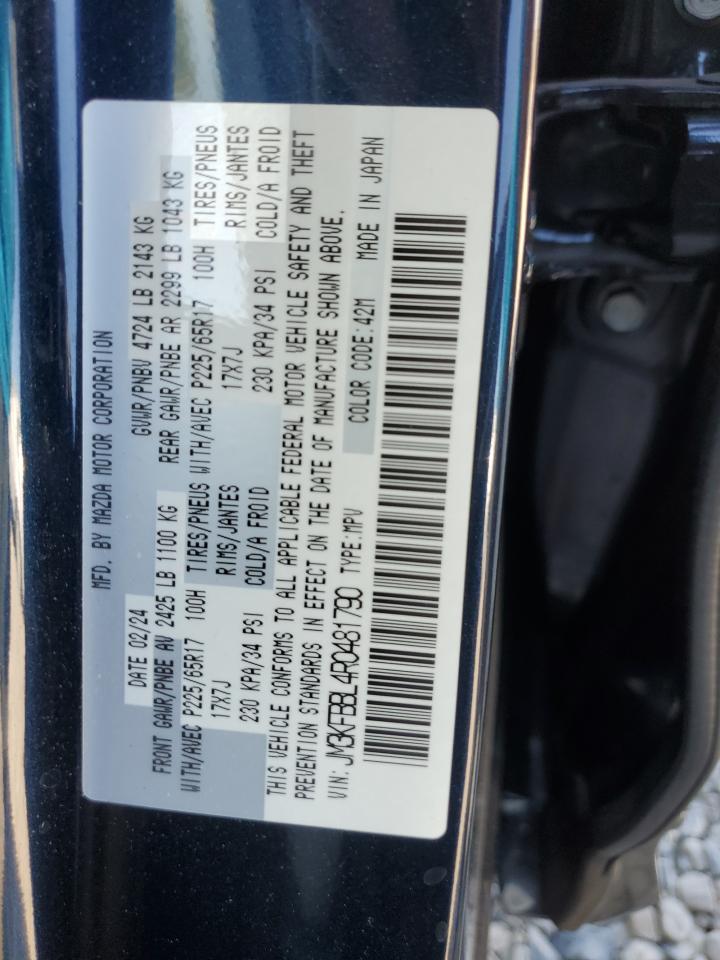 MFD. BY MAZDA MOTOR CORPORATION
DATE 02/24 GVWR/PNBV 4724 LB 2143 KG
FRONT GAWR/PNBE AV 2425 LB 1100 KG REAR GAWR/PNBE AR 2299 LB 1043 KG
WITH/AVEC P225/65R17 100H TIRES/PNEUS WITH/AVEC P225/65R17 100H TIRES/PNEUS
17X7J RIMS/JANTES 17X7J RIMS/JANTES
230 KPA/34 PSI COLD/A FROID 230 KPA/34 PSI COLD/A FROID
THIS VEHICLE CONFORMS TO ALL APPLICABLE FEDERAL MOTOR VEHICLE SAFETY AND THEFT
PREVENTION STANDARDS IN EFFECT ON THE DATE OF MANUFACTURE SHOWN ABOVE.
VIN: JM3KFBBL4R0481790 TYPE:MPV COLOR CODE:42M MADE IN JAPAN